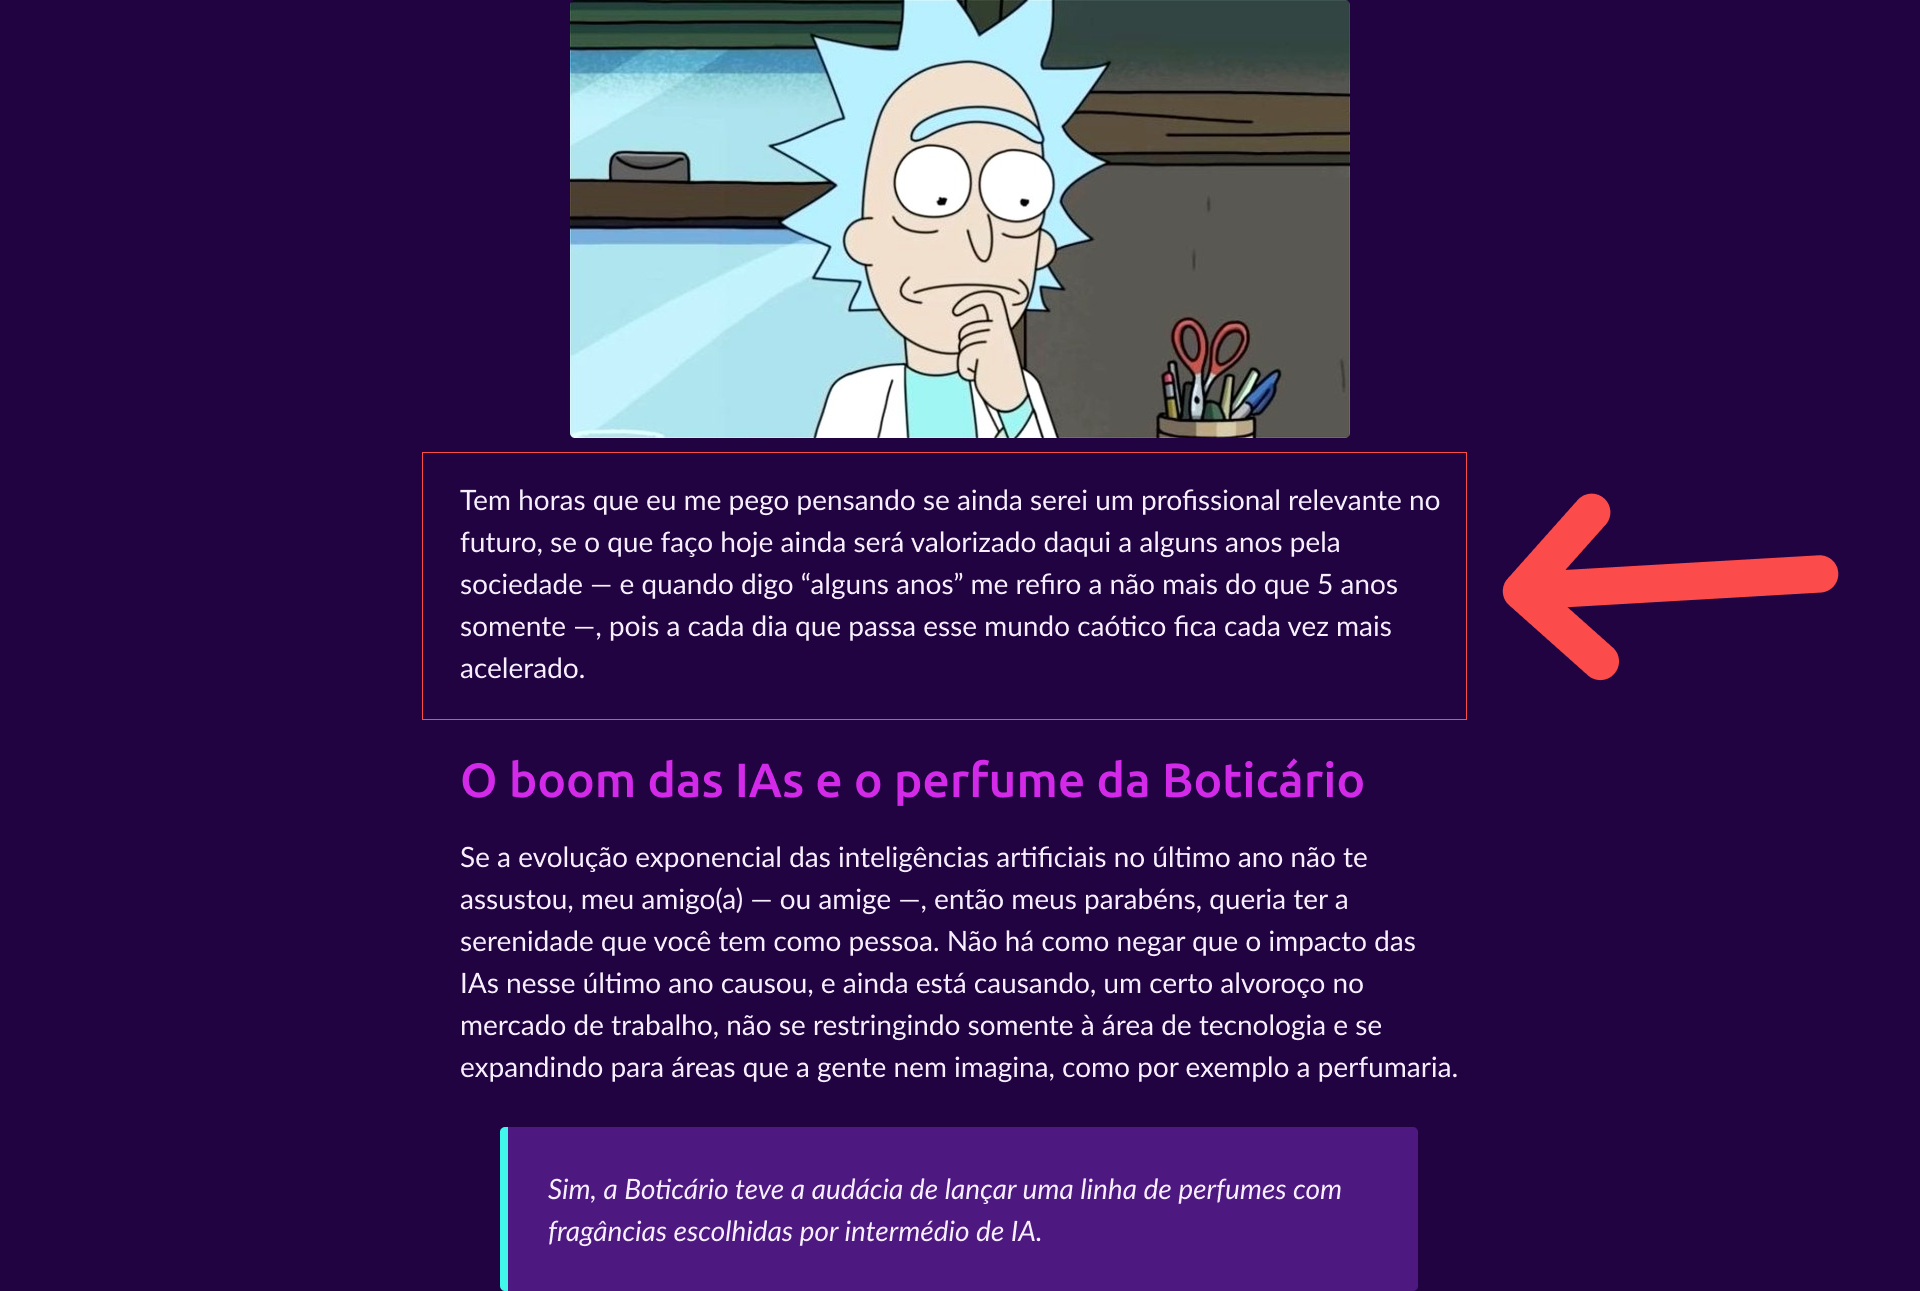 Tem horas que eu me pego pensando se ainda serei um profissional relevante no
futuro, se o que faço hoje ainda será valorizado daqui a alguns anos pela
sociedade — e quando digo “alguns anos” me refiro a não mais do que 5 anos
somente —, pois a cada dia que passa esse mundo caótico fica cada vez mais
acelerado.
O boom das IAs e o perfume da Boticário
Se a evolução exponencial das inteligências artificiais no último ano não te
assustou, meu amigo(a) — ou amige —, então meus parabéns, queria ter a
serenidade que você tem como pessoa. Não há como negar que o impacto das
IAs nesse último ano causou, e ainda está causando, um certo alvoroço no
mercado de trabalho, não se restringindo somente à área de tecnologia e se
expandindo para áreas que a gente nem imagina, como por exemplo a perfumaria.
Sim, a Boticário teve a audácia de lançar uma linha de perfumes com
fragâncias escolhidas por intermédio de IA.